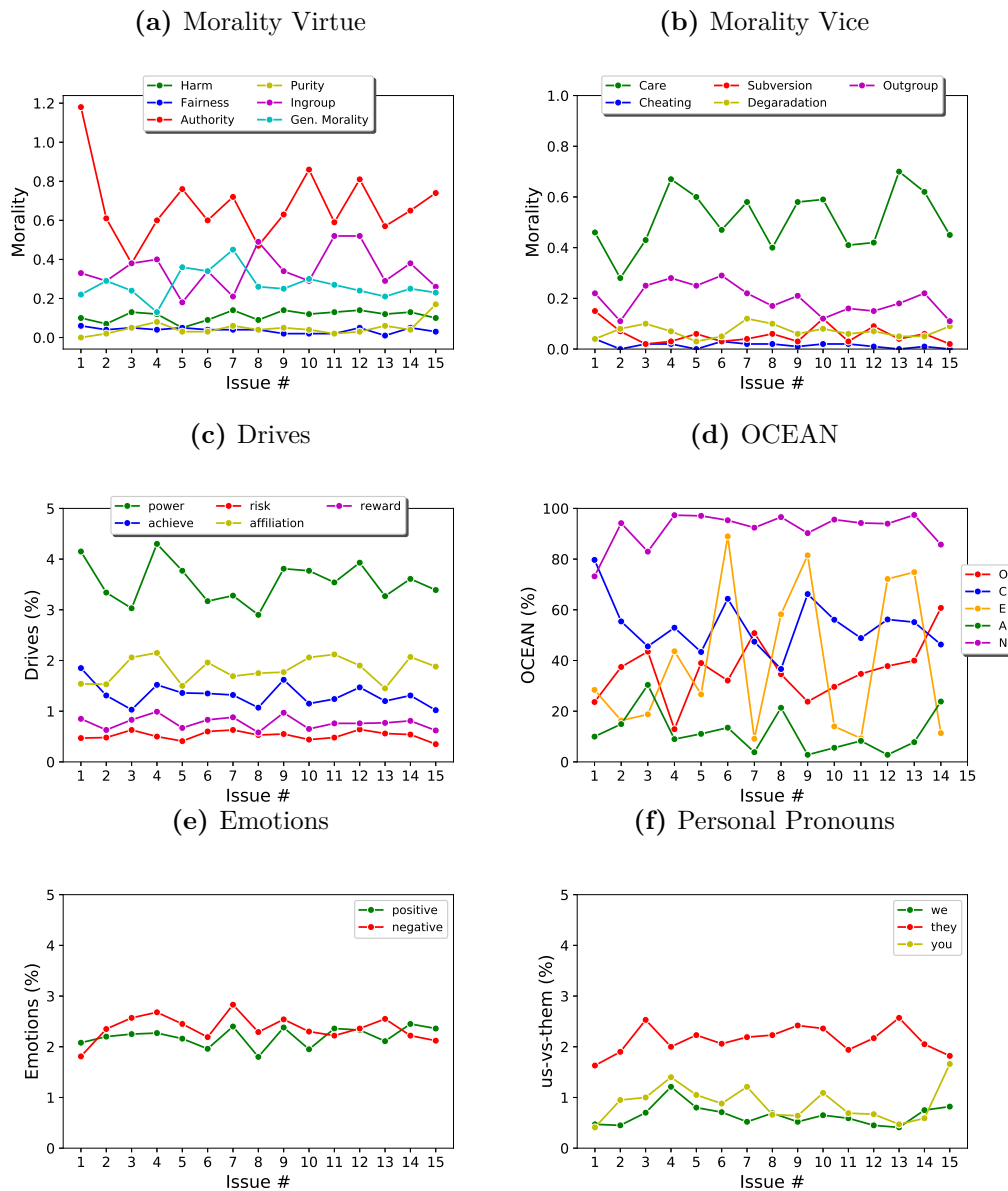 (a) Morality Virtue
Harm
Fairness
Authority
Purity
Ingroup
Gen. Morality
Morality
1.2
1.0
0.8
0.6
0.4
0.2
0.0
1 2 3 4 5 6 7 8 9 10 11 12 13 14 15
Issue #
(b) Morality Vice
Care
Cheating
Subversion
Degaradation
Outgroup
Morality
1.0
0.8
0.6
0.4
0.2
0.0
1 2 3 4 5 6 7 8 9 10 11 12 13 14 15
Issue #
(c) Drives
power
achieve
risk
affiliation
reward
Drives (%)
5
4
3
2
1
0
1 2 3 4 5 6 7 8 9 10 11 12 13 14 15
Issue #
(d) OCEAN
O
C
E
A
N
OCEAN (%)
100
80
60
40
20
0
1 2 3 4 5 6 7 8 9 10 11 12 13 14 15
Issue #
(e) Emotions
positive
negative
Emotions (%)
5
4
3
2
1
0
1 2 3 4 5 6 7 8 9 10 11 12 13 14 15
Issue #
(f) Personal Pronouns
we
they
you
us-vs-them (%)
5
4
3
2
1
0
1 2 3 4 5 6 7 8 9 10 11 12 13 14 15
Issue #